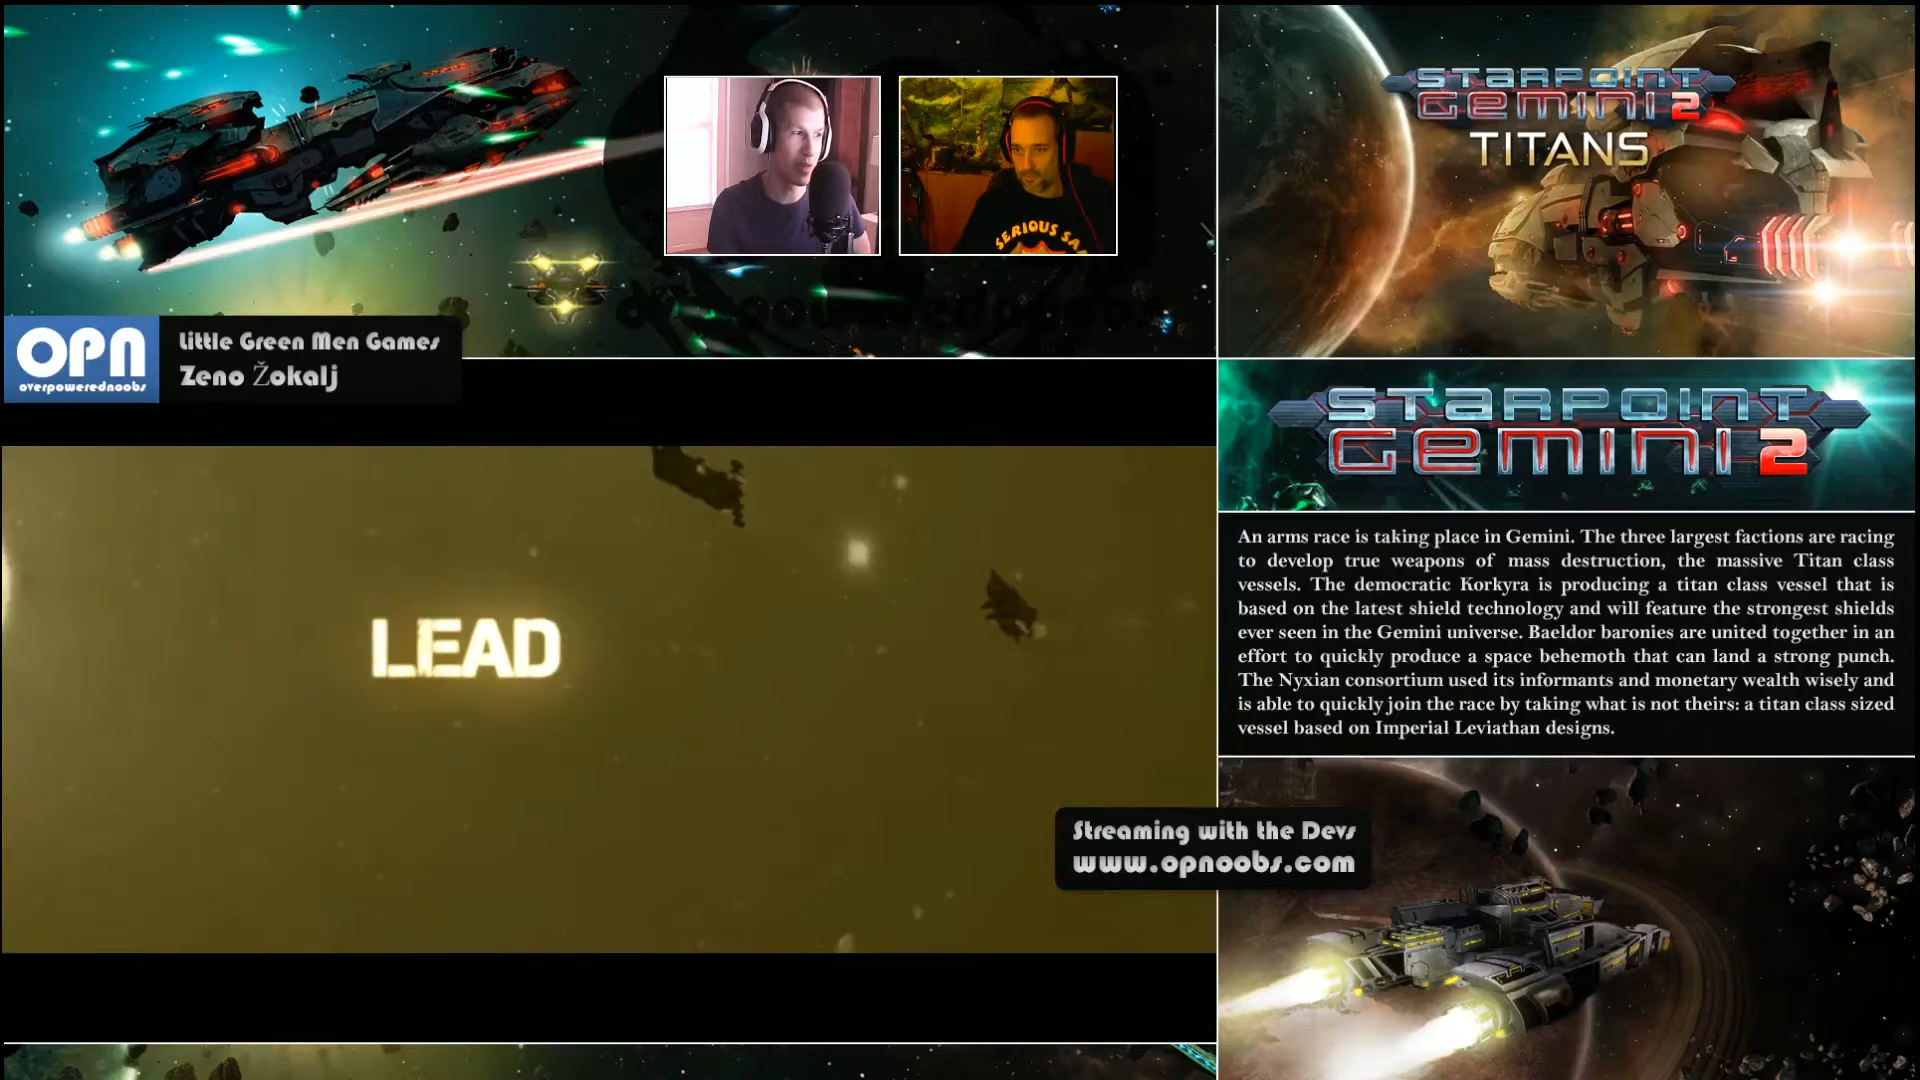 STARPOINT
GEMINI 2
TITANS
SERIOUS SA
OPN
overpowerednoobs
Little Green Men Games
Zeno Žokalj
STARPOINT
GEMINI 2
LEAD
An arms race is taking place in Gemini. The three largest factions are racing
to develop true weapons of mass destruction, the massive Titan class
vessels. The democratic Korkyra is producing a titan class vessel that is
based on the latest shield technology and will feature the strongest shields
ever seen in the Gemini universe. Baeldor baronies are united together in an
effort to quickly produce a space behemoth that can land a strong punch.
The Nyxian consortium used its informants and monetary wealth wisely and
is able to quickly join the race by taking what is not theirs: a titan class sized
vessel based on Imperial Leviathan designs.
Streaming with the Devs
www.opnoobs.com